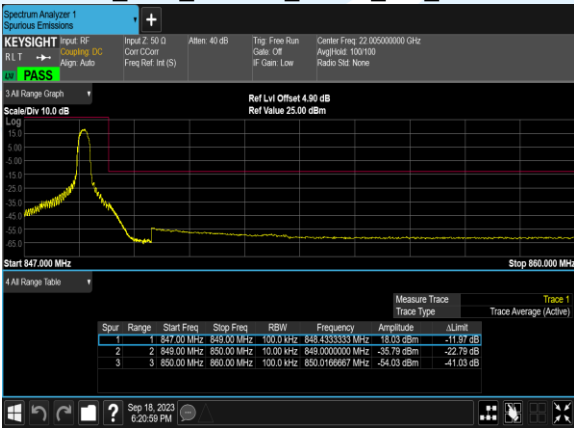 Spectrum Analyzer 1
Spurious Emissions
KEYSIGHT Input: RF Input Z: 50 Ω Atten: 40 dB Trig: Free Run Center Freq: 22.005000000 GHz
RLT Coupling: DC Corr CCorr Gate: Off Avg|Hold: 100/100
Align: Auto Freq Ref: Int (S) IF Gain: Low Radio Std: None
LXI PASS
3 All Range Graph
Ref Lvl Offset 4.90 dB
Scale/Div 10.0 dB Ref Value 25.00 dBm
Log
15.0
5.00
-5.00
-15.0
-25.0
-35.0
-45.0
-55.0
-65.0
Start 847.000 MHz Stop 860.000 MHz
4 All Range Table
Measure Trace Trace 1
Trace Type Trace Average (Active)
Spur Range Start Freq Stop Freq RBW Frequency Amplitude ΔLimit
1 1 847.00 MHz 849.00 MHz 100.0 kHz 848.4333333 MHz 18.03 dBm -11.97 dB
2 2 849.00 MHz 850.00 MHz 10.00 kHz 849.0000000 MHz -35.79 dBm -22.79 dB
3 3 850.00 MHz 860.00 MHz 100.0 kHz 850.0166667 MHz -54.03 dBm -41.03 dB
? Sep 18, 2023
6:20:59 PM